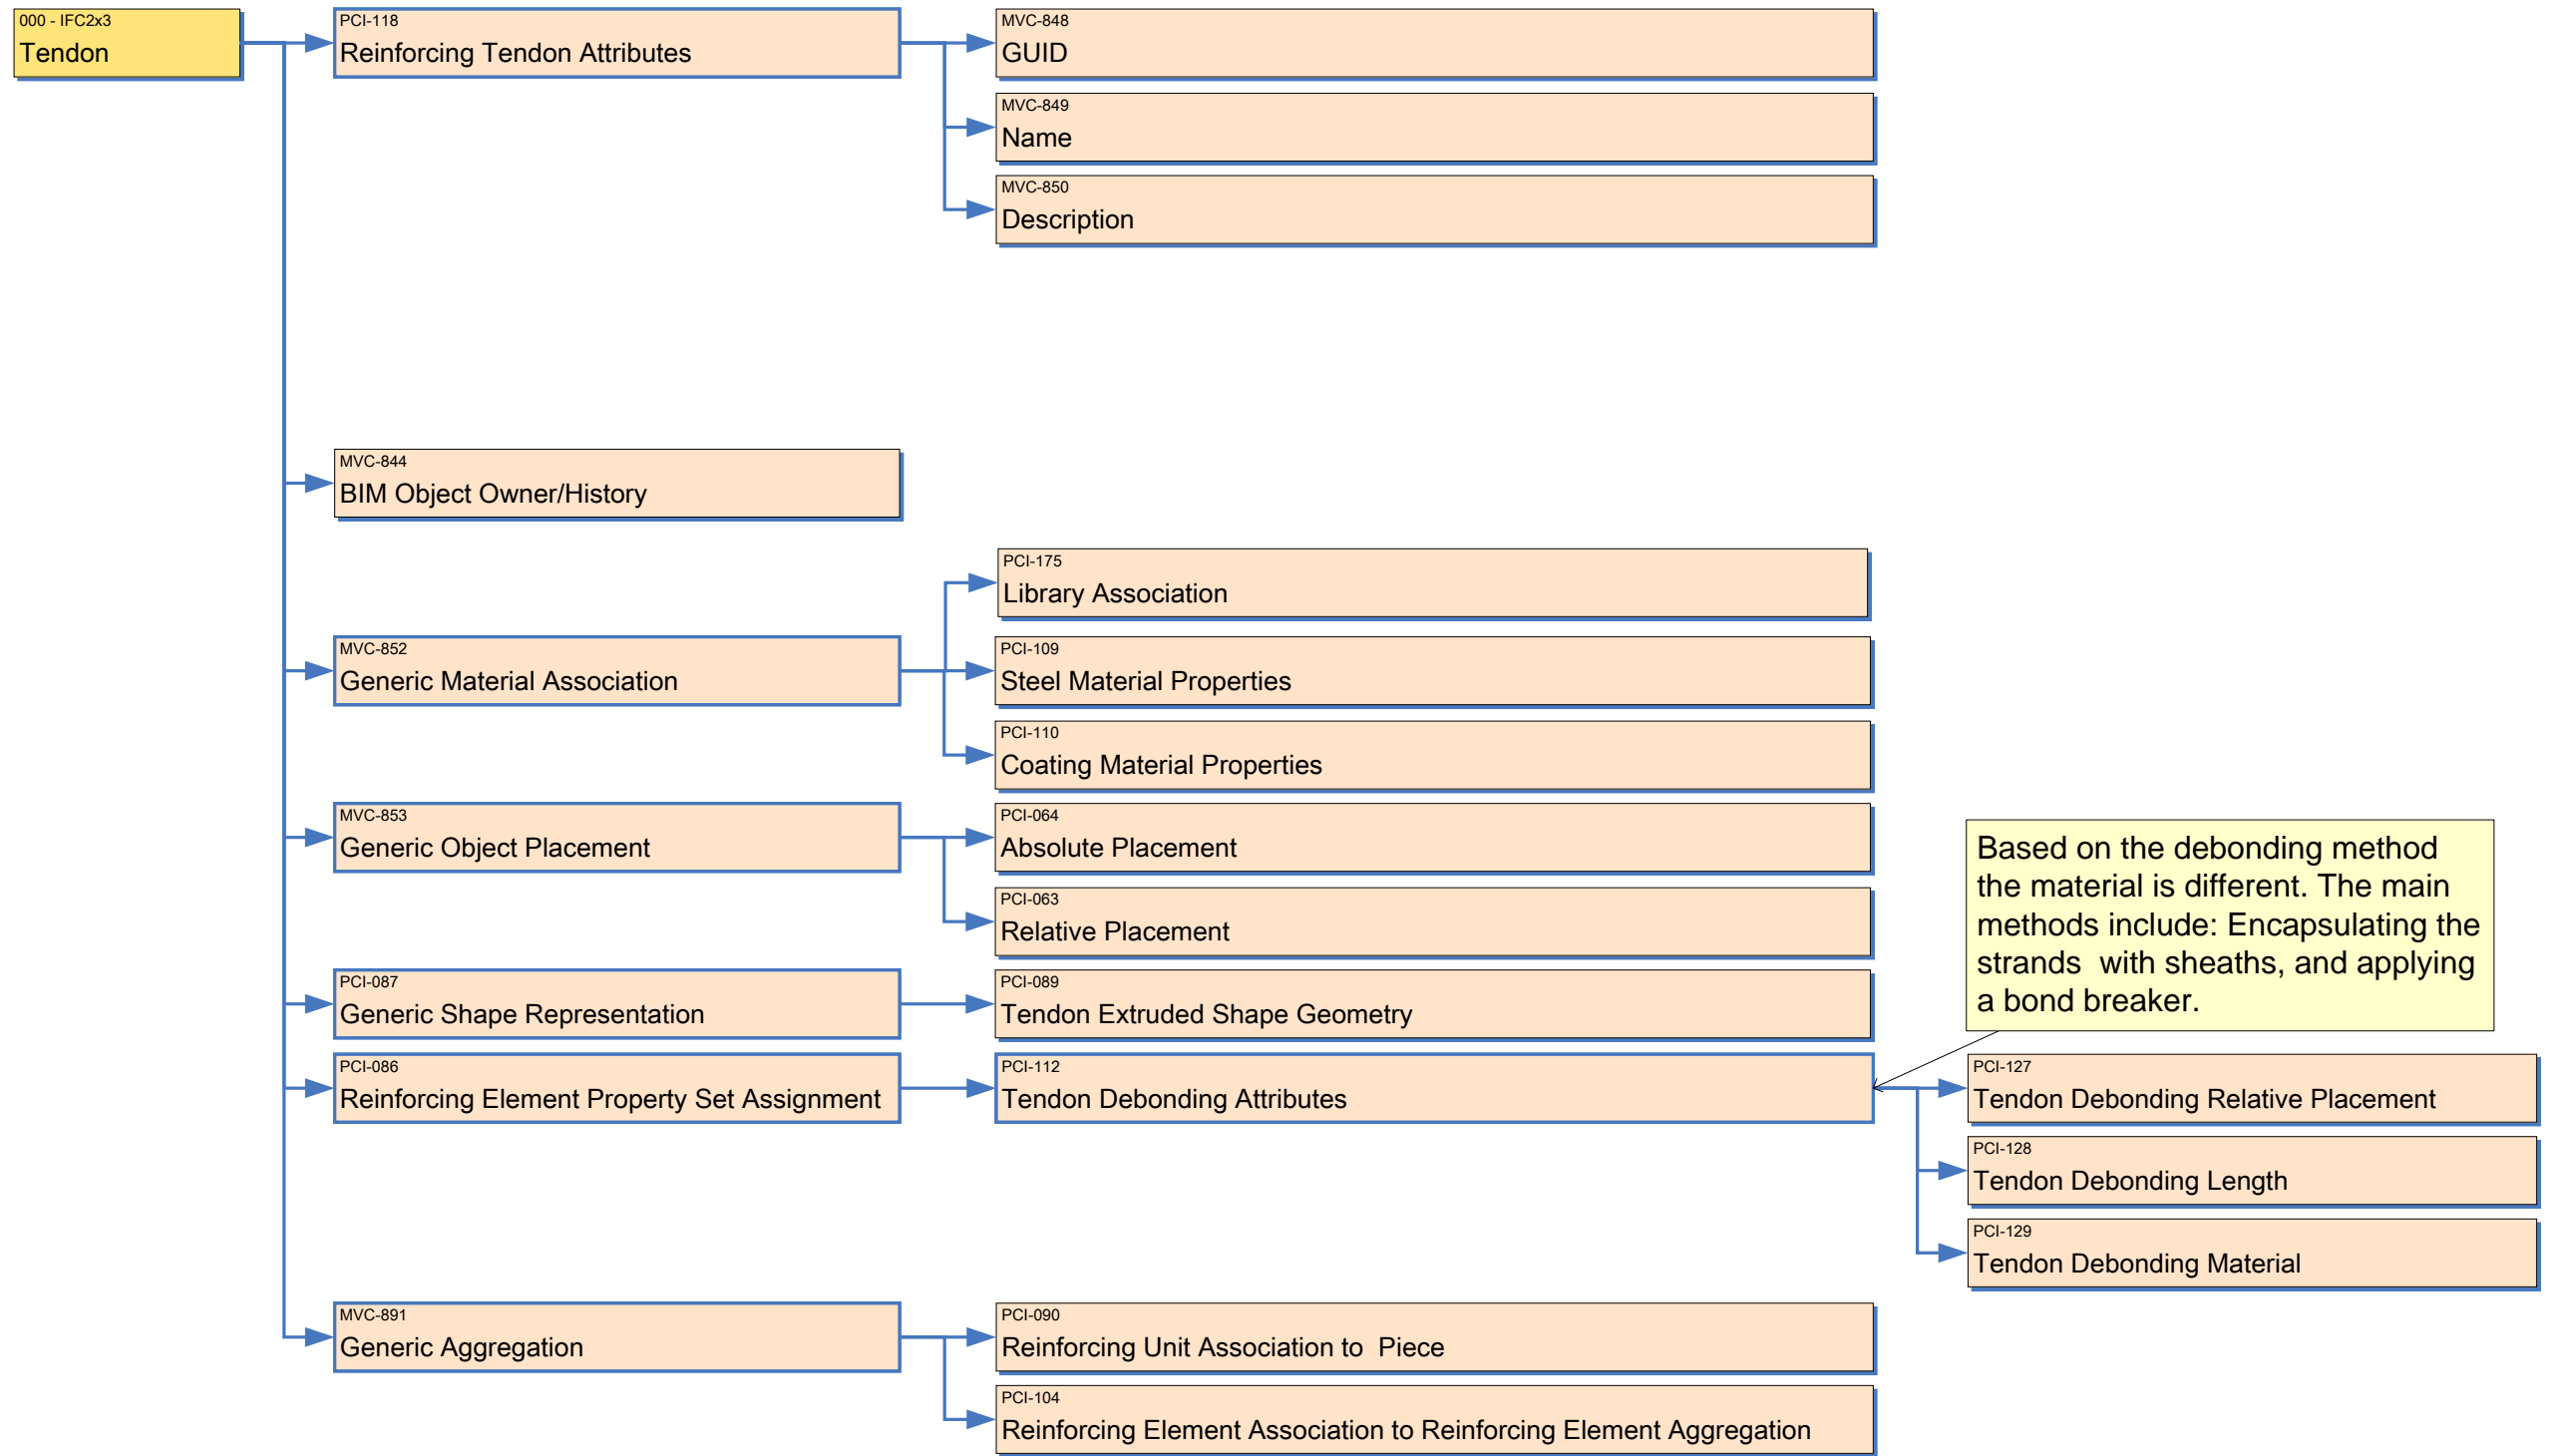 000 - IFC2x3
Tendon
PCI-118
Reinforcing Tendon Attributes
MVC-848
GUID
MVC-849
Name
MVC-850
Description
MVC-844
BIM Object Owner/History
MVC-852
Generic Material Association
PCI-175
Library Association
PCI-109
Steel Material Properties
PCI-110
Coating Material Properties
MVC-853
Generic Object Placement
PCI-064
Absolute Placement
PCI-063
Relative Placement
PCI-087
Generic Shape Representation
PCI-089
Tendon Extruded Shape Geometry
PCI-086
Reinforcing Element Property Set Assignment
PCI-112
Tendon Debonding Attributes
Based on the debonding method
the material is different. The main
methods include: Encapsulating the
strands  with sheaths, and applying
a bond breaker.
PCI-127
Tendon Debonding Relative Placement
PCI-128
Tendon Debonding Length
PCI-129
Tendon Debonding Material
MVC-891
Generic Aggregation
PCI-090
Reinforcing Unit Association to  Piece
PCI-104
Reinforcing Element Association to Reinforcing Element Aggregation